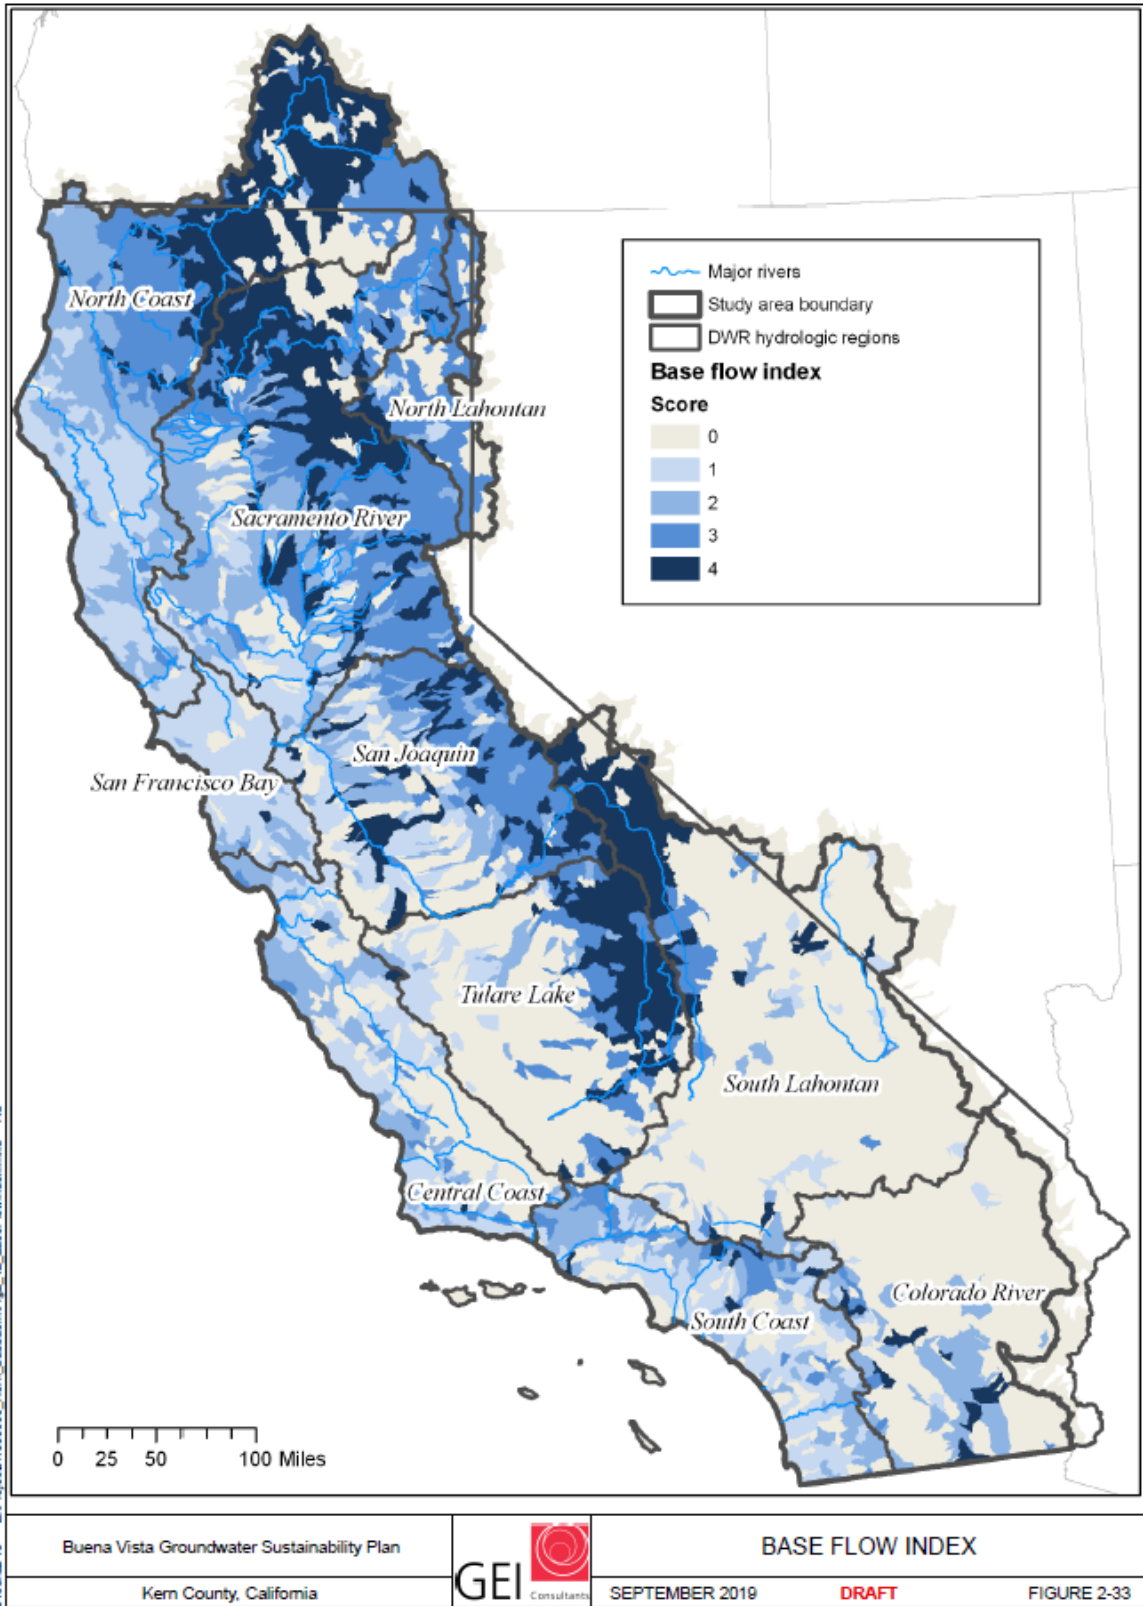 North Coast
North Lahontan
Sacramento River
San Joaquin
San Francisco Bay
Tulare Lake
South Lahontan
Central Coast
Colorado River
South Coast
Major rivers
Study area boundary
DWR hydrologic regions
Base flow index
Score
0
1
2
3
4
0 25 50 100 Miles
Buena Vista Groundwater Sustainability Plan
Kern County, California
GEI Consultants
BASE FLOW INDEX
SEPTEMBER 2019 DRAFT FIGURE 2-33